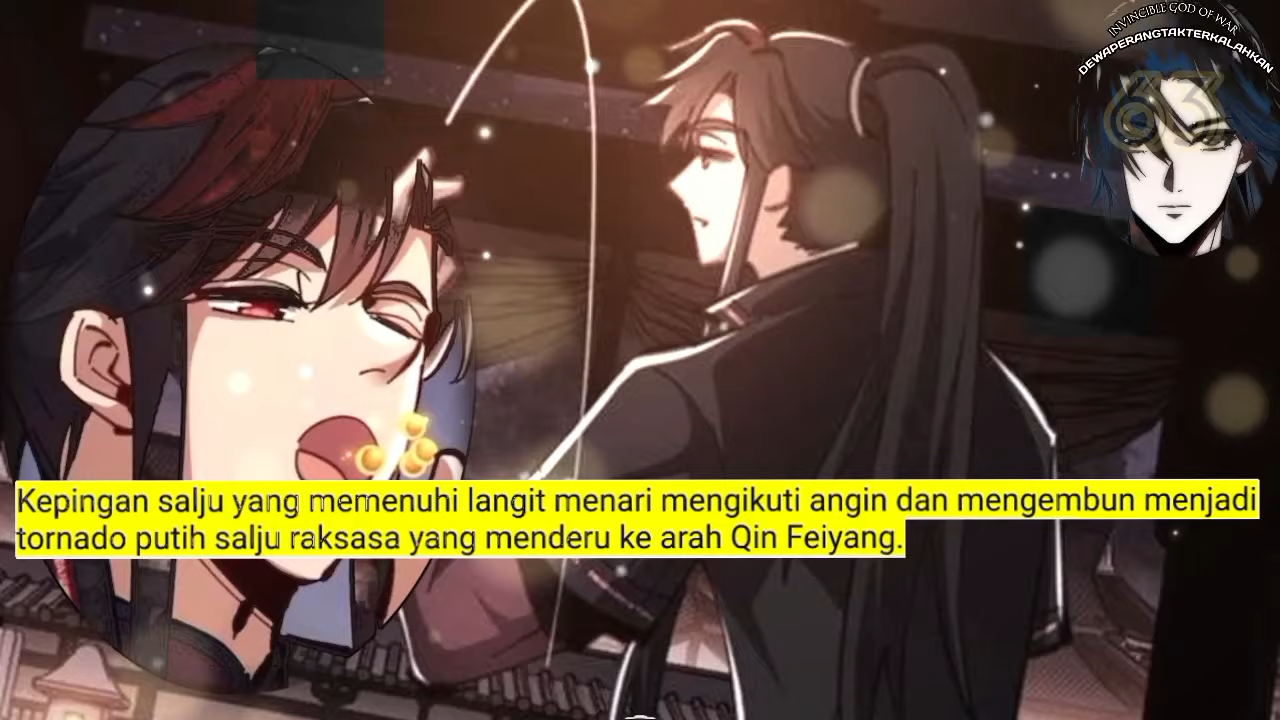 INVINCIBLE GOD OF WAR
DEWAPERANGTAKTERKALAHKAN
63
Kepingan salju yang memenuhi langit menari mengikuti angin dan mengembun menjadi
tornado putih salju raksasa yang menderu ke arah Qin Feiyang.